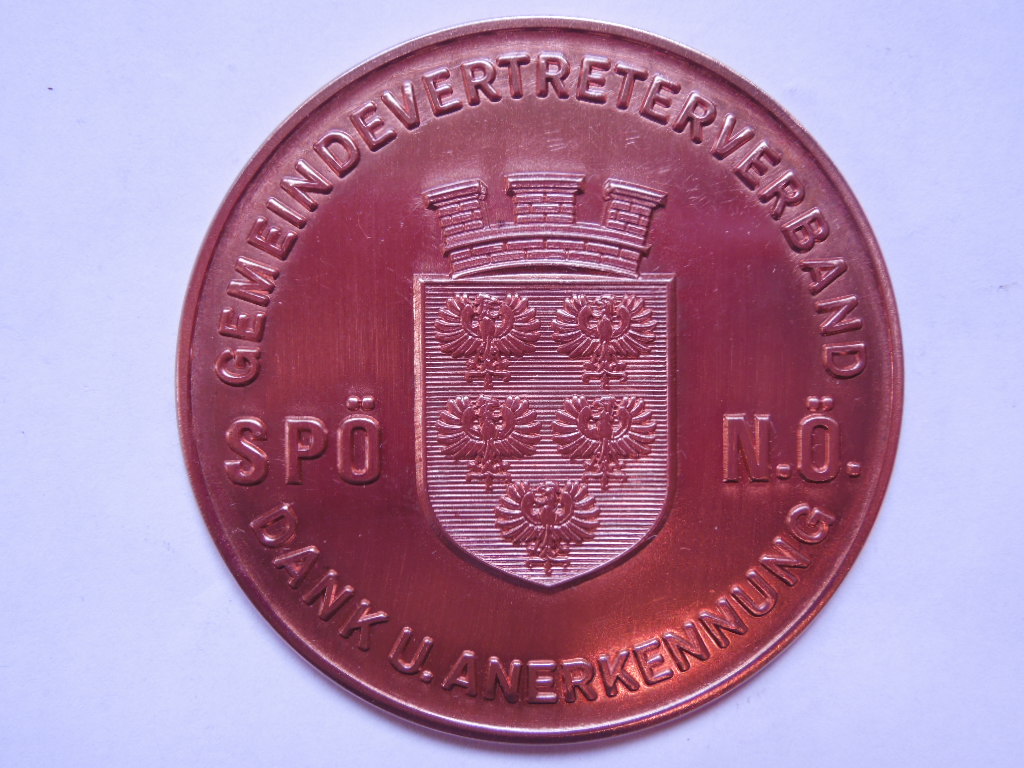 GEMEINDEVERTRETERVERBAND
SPÖ N.Ö.
DANK U. ANERKENNUNG